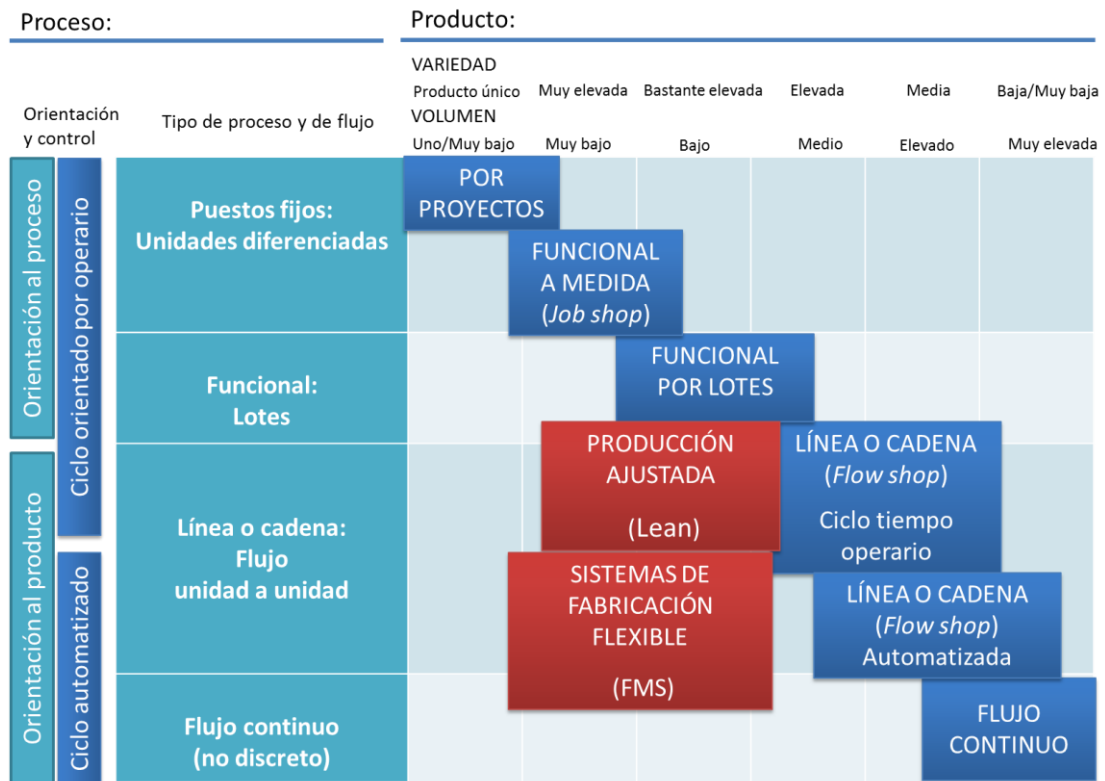 Proceso:
Producto:
Orientación
y control
Tipo de proceso y de flujo
VARIEDAD
Producto único
Muy elevada
Bastante elevada
Elevada
Media
Baja/Muy baja
VOLUMEN
Uno/Muy bajo
Muy bajo
Bajo
Medio
Elevado
Muy elevada
Orientación al proceso
Orientación al producto
Ciclo orientado por operario
Ciclo automatizado
Puestos fijos:
Unidades diferenciadas
POR
PROYECTOS
FUNCIONAL
A MEDIDA
(Job shop)
Funcional:
Lotes
FUNCIONAL
POR LOTES
Línea o cadena:
Flujo
unidad a unidad
PRODUCCIÓN
AJUSTADA
(Lean)
LÍNEA O CADENA
(Flow shop)
Ciclo tiempo
operario
SISTEMAS DE
FABRICACIÓN
FLEXIBLE
(FMS)
LÍNEA O CADENA
(Flow shop)
Automatizada
Flujo continuo
(no discreto)
FLUJO
CONTINUO